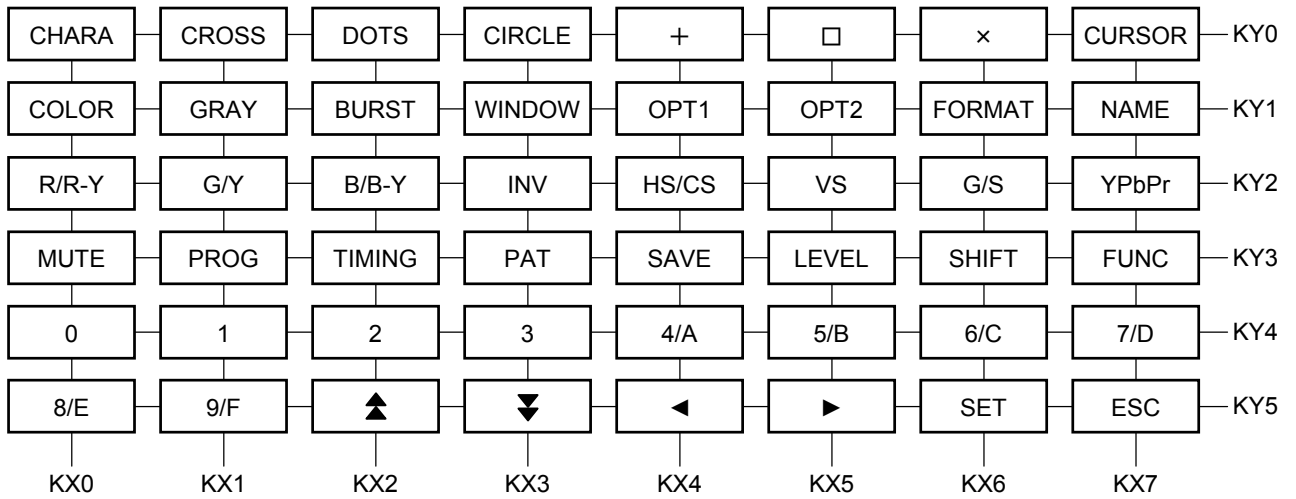 CHARA CROSS DOTS CIRCLE + □ × CURSOR KY0
COLOR GRAY BURST WINDOW OPT1 OPT2 FORMAT NAME KY1
R/R-Y G/Y B/B-Y INV HS/CS VS G/S YPbPr KY2
MUTE PROG TIMING PAT SAVE LEVEL SHIFT FUNC KY3
0 1 2 3 4/A 5/B 6/C 7/D KY4
8/E 9/F ◄ ► SET ESC KY5
KX0 KX1 KX2 KX3 KX4 KX5 KX6 KX7